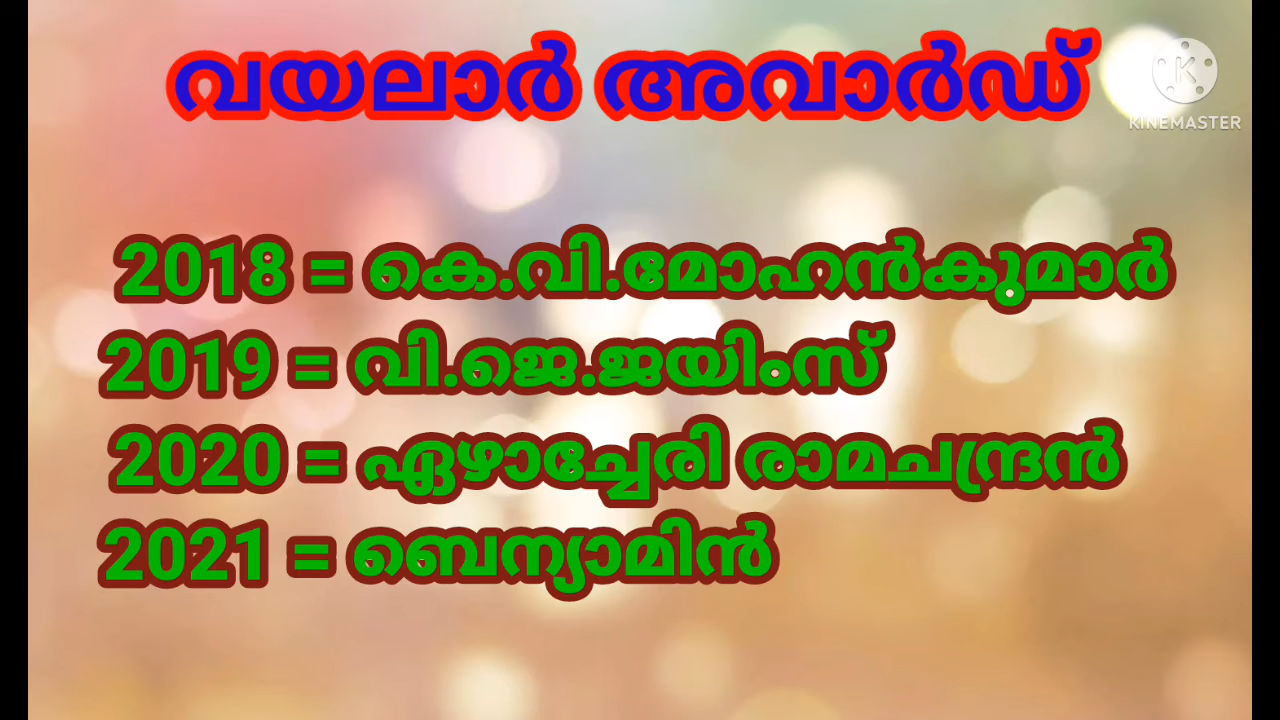 വയലാർ അവാർഡ്
KINEMASTER
2018 = കെ.വി.മോഹൻകുമാർ
2019 = വി.ജെ.ജയിംസ്
2020 = ഏഴാച്ചേരി രാമചന്ദ്രൻ
2021 = ബെന്യാമിൻ